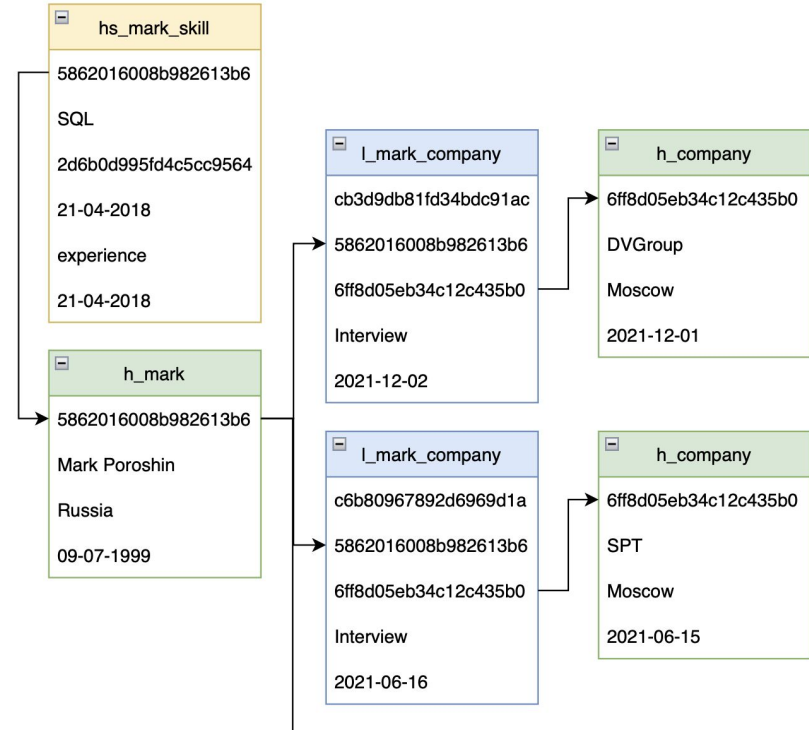 hs_mark_skill
5862016008b982613b6
SQL
2d6b0d995fd4c5cc9564
21-04-2018
experience
21-04-2018
h_mark
5862016008b982613b6
Mark Poroshin
Russia
09-07-1999
l_mark_company
cb3d9db81fd34bdc91ac
5862016008b982613b6
6ff8d05eb34c12c435b0
Interview
2021-12-02
h_company
6ff8d05eb34c12c435b0
DVGroup
Moscow
2021-12-01
l_mark_company
c6b80967892d6969d1a
5862016008b982613b6
6ff8d05eb34c12c435b0
Interview
2021-06-16
h_company
6ff8d05eb34c12c435b0
SPT
Moscow
2021-06-15